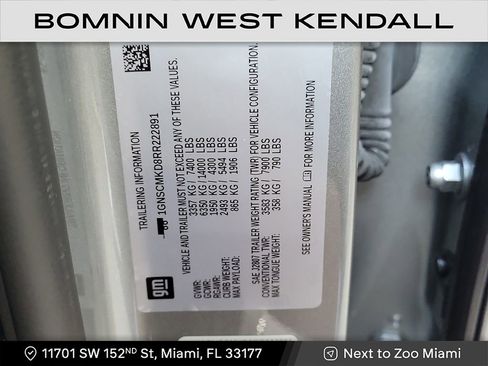 BOMNIN WEST KENDALL
TRAILERING INFORMATION
1GNSCMKD8RR222891
VEHICLE AND TRAILER MUST NOT EXCEED ANY OF THESE VALUES.
GVWR: 3357 KG / 7400 LBS
GCWR: 6350 KG / 14000 LBS
RGAWR: 1950 KG / 4300 LBS
CURB WEIGHT: 2493 KG / 5494 LBS
MAX PAYLOAD: 865 KG / 1906 LBS
SAE J2807 TRAILER WEIGHT RATING (TWR) FOR VEHICLE CONFIGURATION.
CONVENTIONAL TWR: 3583 KG / 7900 LBS
MAX TONGUE WEIGHT: 358 KG / 790 LBS
SEE OWNER'S MANUAL FOR MORE INFORMATION
gm
11701 SW 152ND St, Miami, FL 33177
Next to Zoo Miami